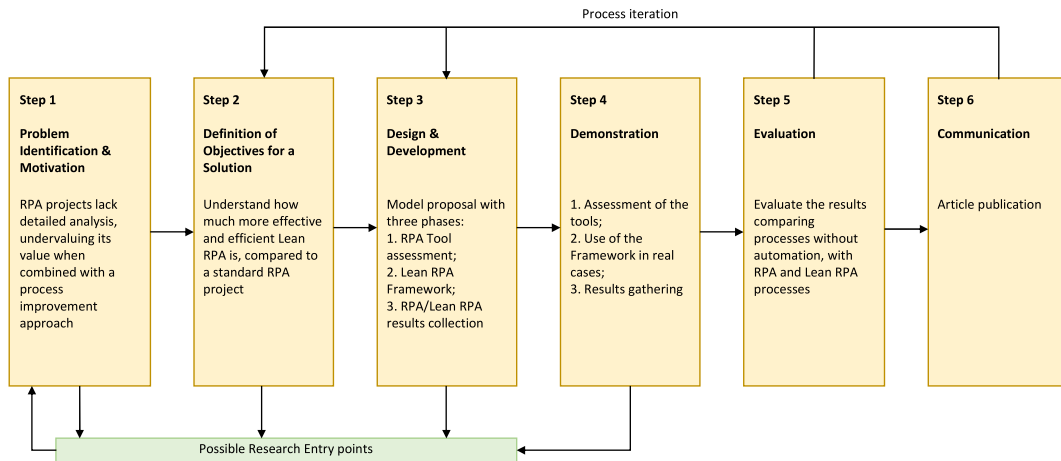 Process iteration
Step 1
Problem
Identification &
Motivation
RPA projects lack
detailed analysis,
undervaluing its
value when
combined with a
process
improvement
approach
Step 2
Definition of
Objectives for a
Solution
Understand how
much more effective
and efficient Lean
RPA is, compared to
a standard RPA
project
Step 3
Design &
Development
Model proposal with
three phases:
1. RPA Tool
assessment;
2. Lean RPA
Framework;
3. RPA/Lean RPA
results collection
Step 4
Demonstration
1. Assessment of the
tools;
2. Use of the
Framework in real
cases;
3. Results gathering
Step 5
Evaluation
Evaluate the results
comparing
processes without
automation, with
RPA and Lean RPA
processes
Step 6
Communication
Article publication
Possible Research Entry points